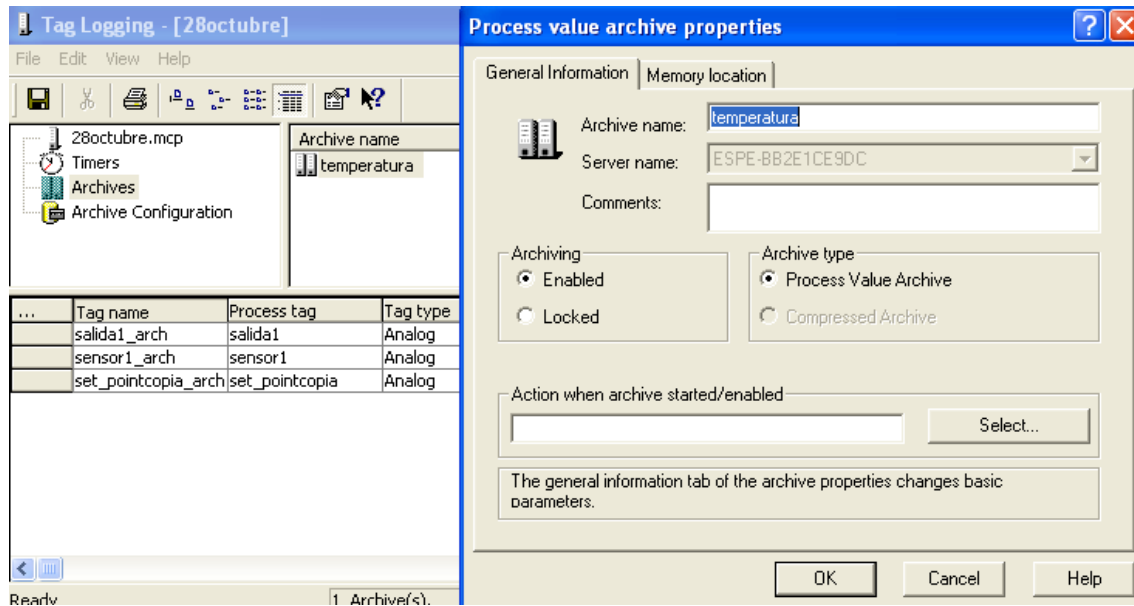 Tag Logging - [28octubre]
File Edit View Help
28octubre.mcp
Timers
Archives
Archive Configuration
Archive name
temperatura
... Tag name Process tag Tag type
salida1_arch salida1 Analog
sensor1_arch sensor1 Analog
set_pointcopia_arch set_pointcopia Analog
Ready 1 Archive(s).
Process value archive properties
General Information Memory location
Archive name: temperatura
Server name: ESPE-BB2E1CE9DC
Comments:
Archiving
Enabled
Locked
Archive type
Process Value Archive
Compressed Archive
Action when archive started/enabled
Select...
The general information tab of the archive properties changes basic
parameters.
OK Cancel Help